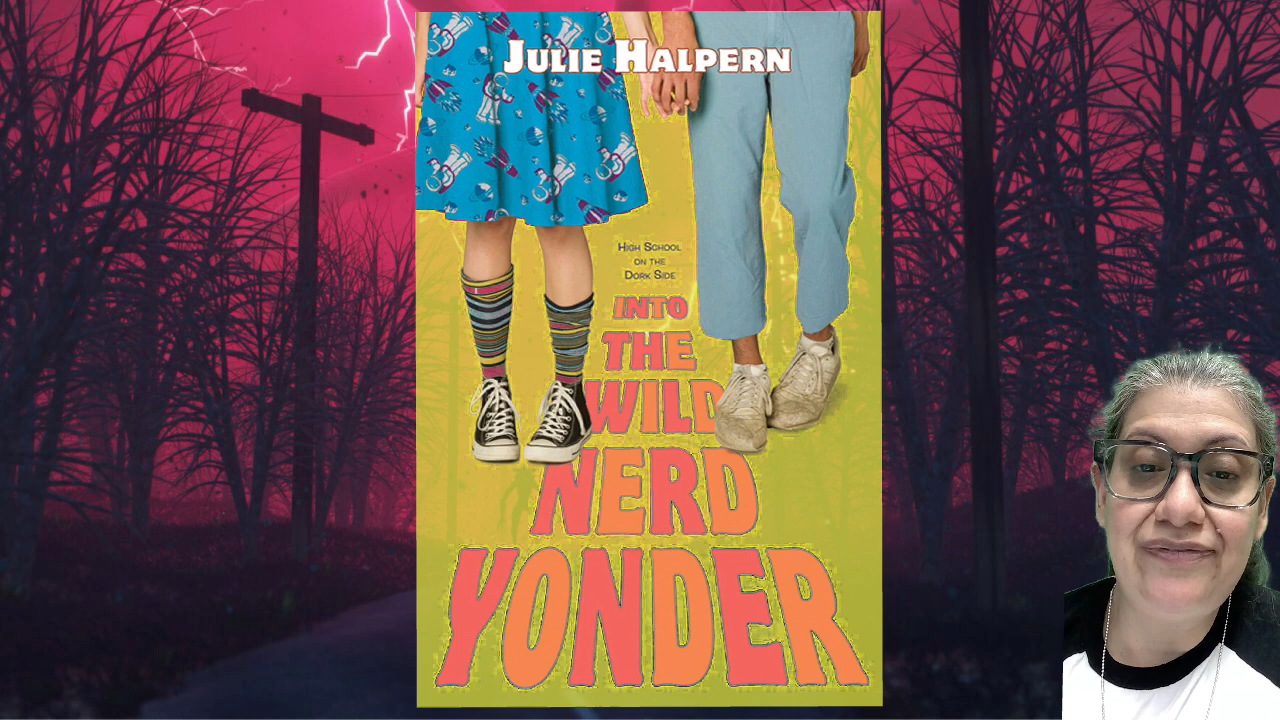 JULIE HALPERN
HIGH SCHOOL
ON THE
DORK SIDE
INTO
THE
WILD
NERD
YONDER